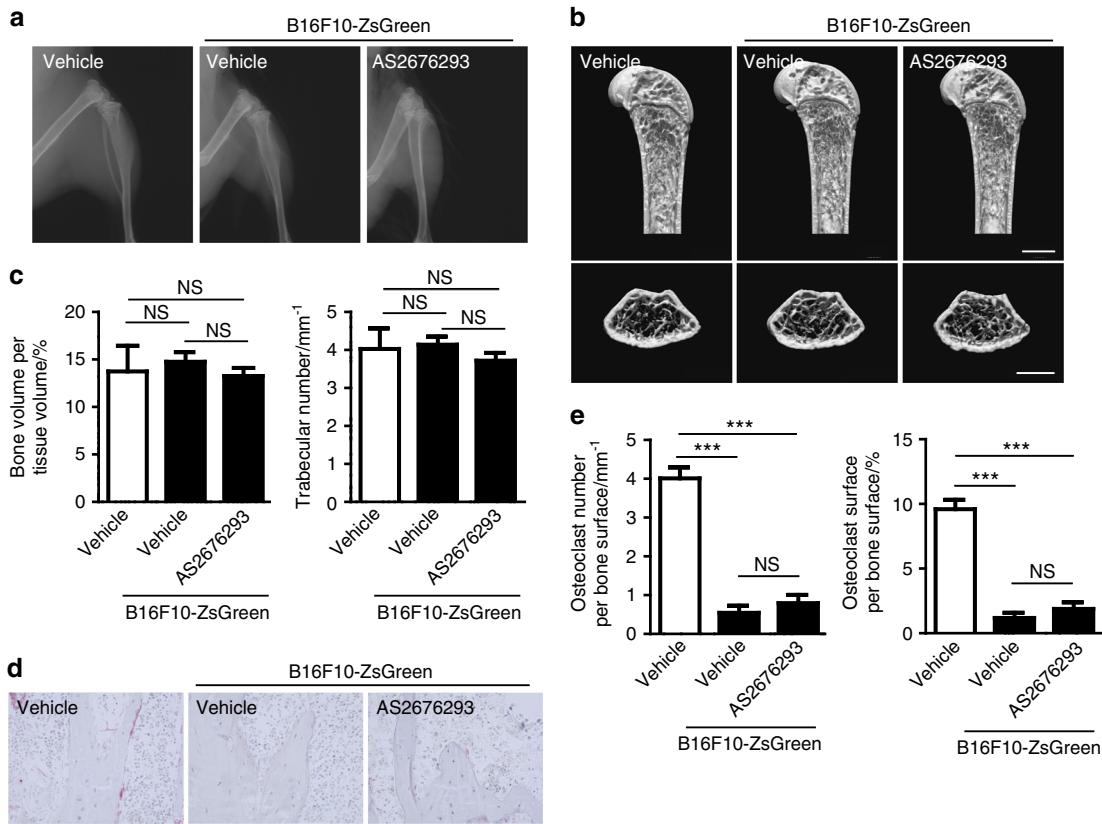 a
B16F10-ZsGreen
Vehicle
Vehicle
AS2676293
b
B16F10-ZsGreen
Vehicle
Vehicle
AS2676293
c
Bone volume per
tissue volume/%
20
15
10
5
0
NS
NS
NS
Vehicle
Vehicle
AS2676293
B16F10-ZsGreen
Trabecular number/mm⁻¹
5
4
3
2
1
0
NS
NS
NS
Vehicle
Vehicle
AS2676293
B16F10-ZsGreen
d
B16F10-ZsGreen
Vehicle
Vehicle
AS2676293
e
Osteoclast number
per bone surface/mm⁻¹
5
4
3
2
1
0
***
***
NS
Vehicle
Vehicle
AS2676293
B16F10-ZsGreen
Osteoclast surface
per bone surface/%
15
10
5
0
***
***
NS
Vehicle
Vehicle
AS2676293
B16F10-ZsGreen